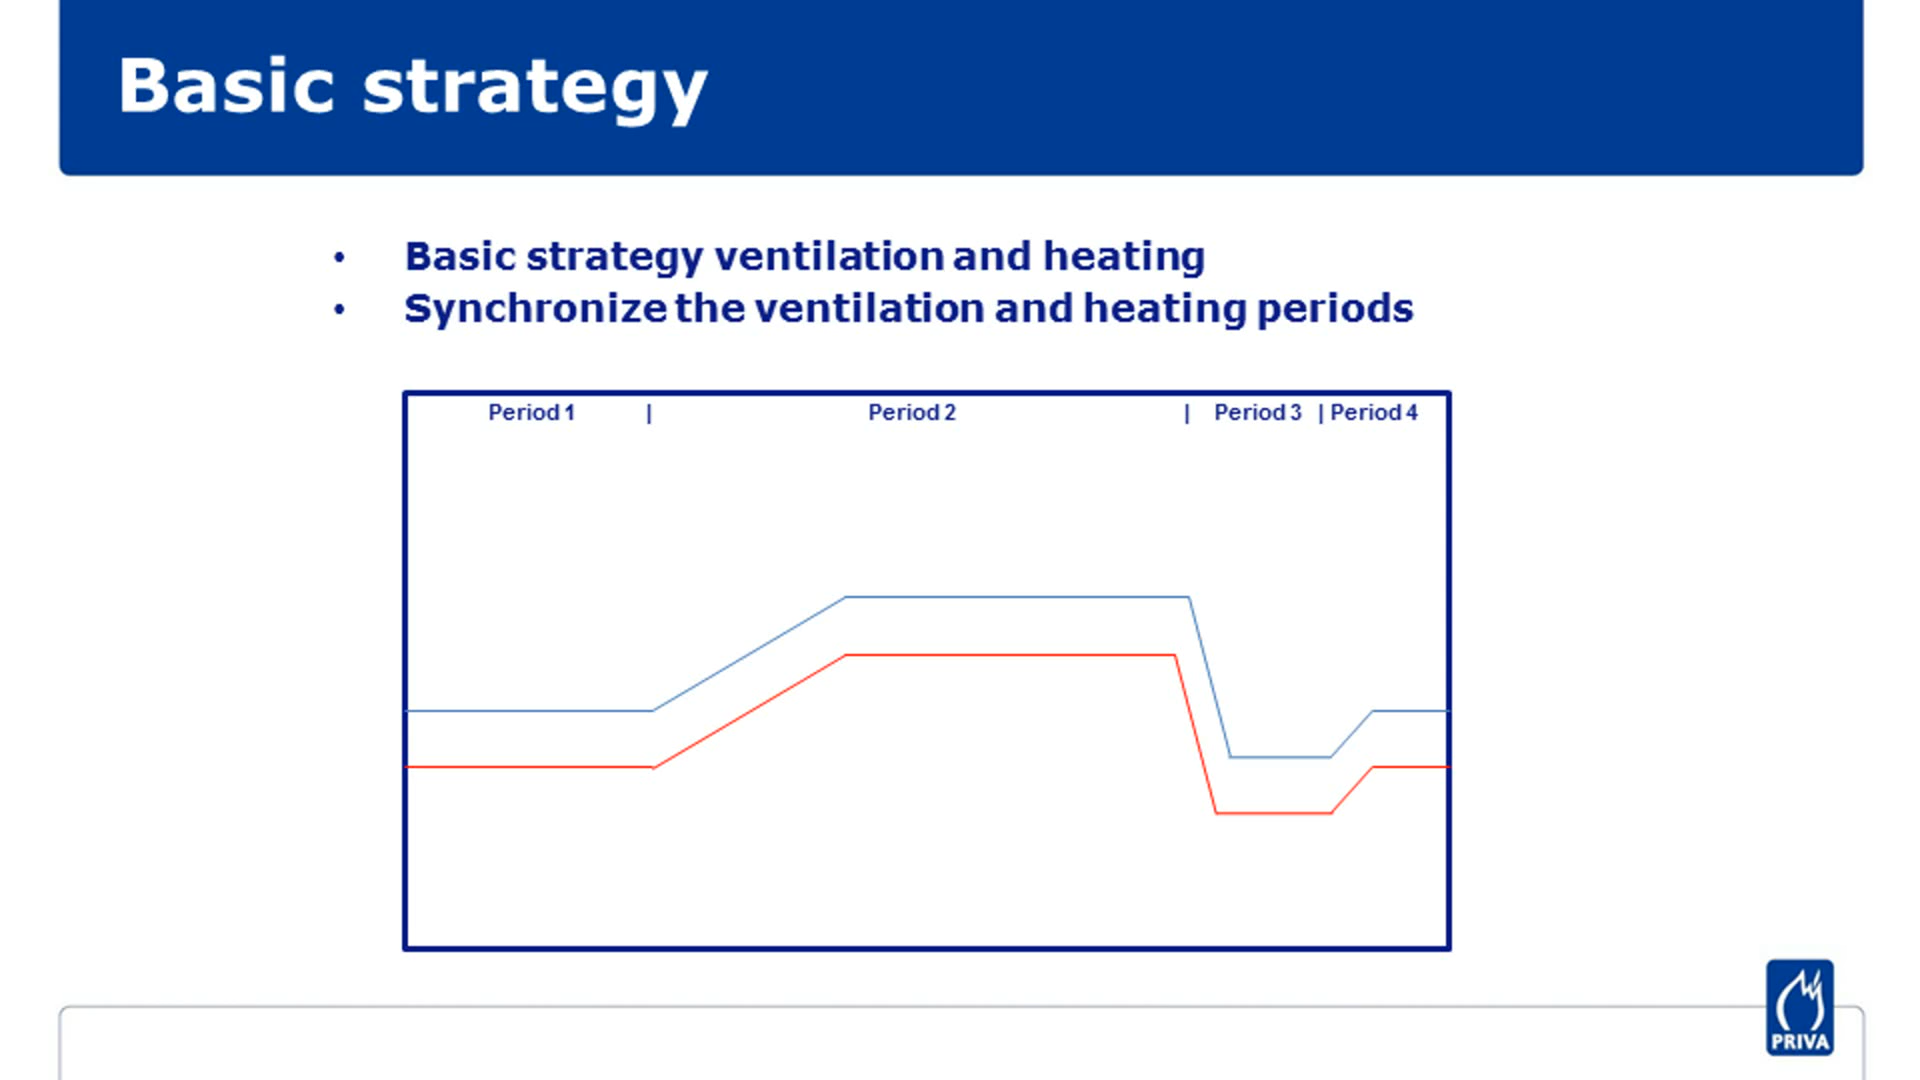 Basic strategy
• Basic strategy ventilation and heating
• Synchronize the ventilation and heating periods
Period 1 | Period 2 | Period 3 | Period 4
PRIVA